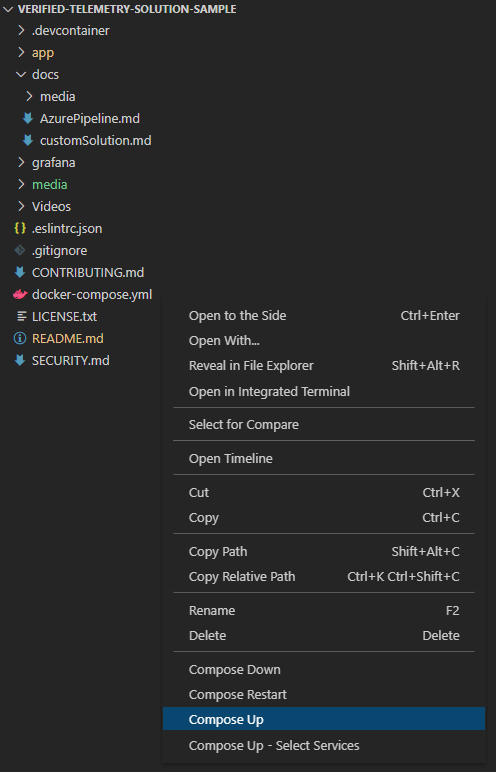 VERIFIED-TELEMETRY-SOLUTION-SAMPLE
.devcontainer
app
docs
media
AzurePipeline.md
customSolution.md
grafana
media
Videos
.eslintrc.json
.gitignore
CONTRIBUTING.md
docker-compose.yml
LICENSE.txt
README.md
SECURITY.md
Open to the Side Ctrl+Enter
Open With...
Reveal in File Explorer Shift+Alt+R
Open in Integrated Terminal
Select for Compare
Open Timeline
Cut Ctrl+X
Copy Ctrl+C
Copy Path Shift+Alt+C
Copy Relative Path Ctrl+K Ctrl+Shift+C
Rename F2
Delete Delete
Compose Down
Compose Restart
Compose Up
Compose Up - Select Services